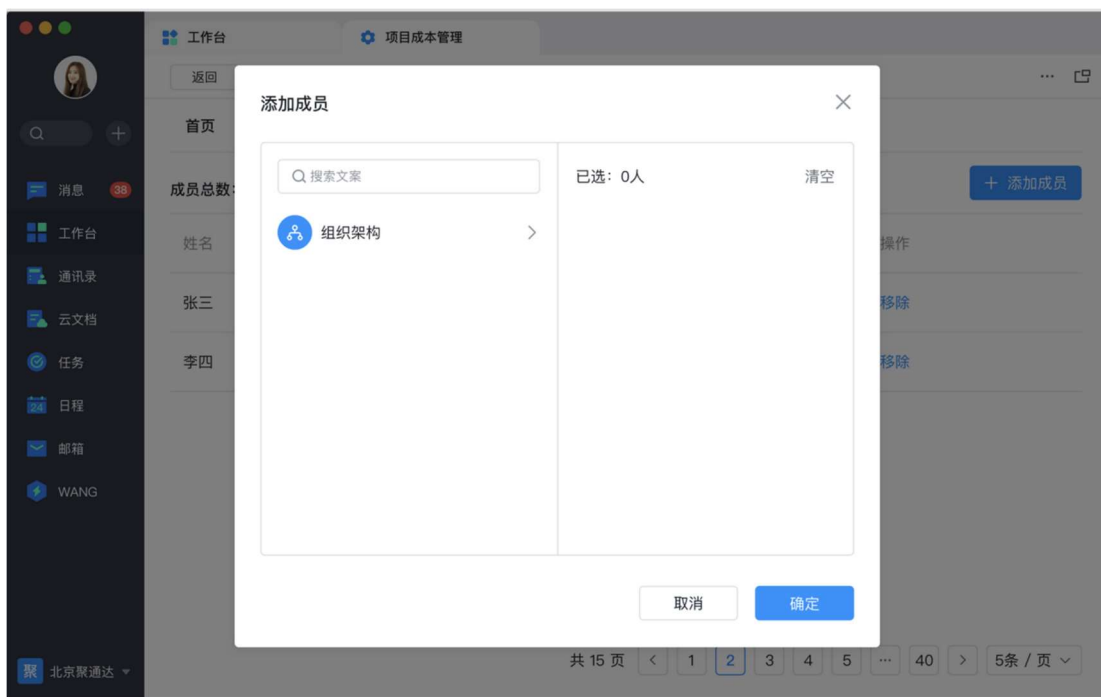 工作台
项目成本管理
返回
···
添加成员
首页
搜索文案
已选：0人
清空
消息
38
成员总数：
+ 添加成员
工作台
组织架构
姓名
操作
通讯录
张三
移除
云文档
任务
李四
移除
24
日程
邮箱
WANG
取消
确定
聚
北京聚通达
共 15 页
<
1
2
3
4
5
···
40
>
5条 / 页